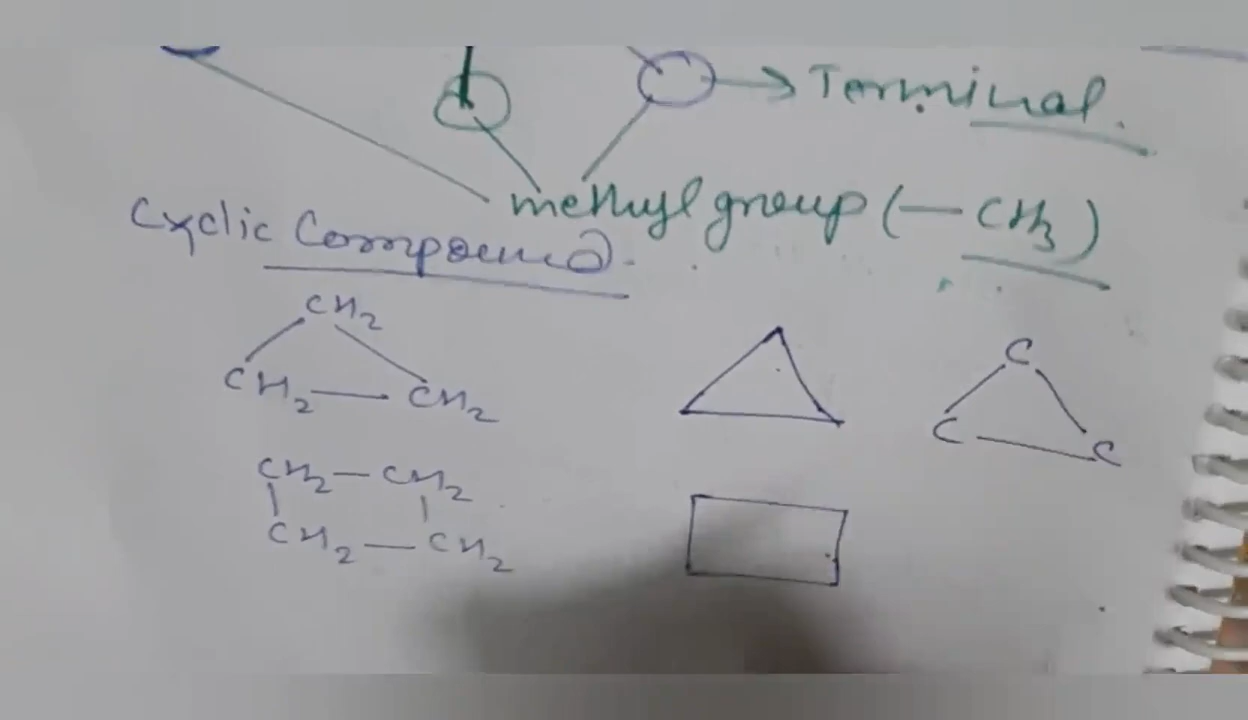 Terminal.
methyl group (—CH3)
Cyclic Compound.
CH2
CH2 — CH2
C
C C
CH2 — CH2
CH2 — CH2